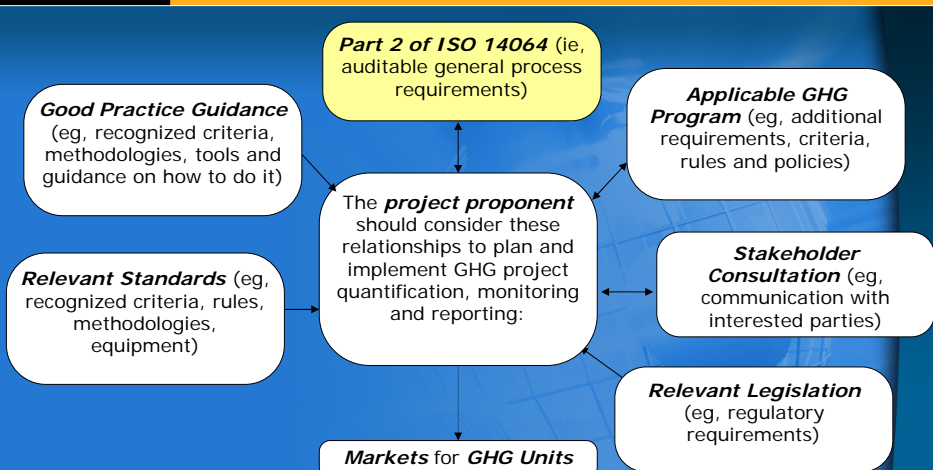 Part 2 of ISO 14064 (ie,
auditable general process
requirements)
Good Practice Guidance
(eg, recognized criteria,
methodologies, tools and
guidance on how to do it)
Applicable GHG
Program (eg, additional
requirements, criteria,
rules and policies)
The project proponent
should consider these
relationships to plan and
implement GHG project
quantification, monitoring
and reporting:
Relevant Standards (eg,
recognized criteria, rules,
methodologies,
equipment)
Stakeholder
Consultation (eg,
communication with
interested parties)
Relevant Legislation
(eg, regulatory
requirements)
Markets for GHG Units